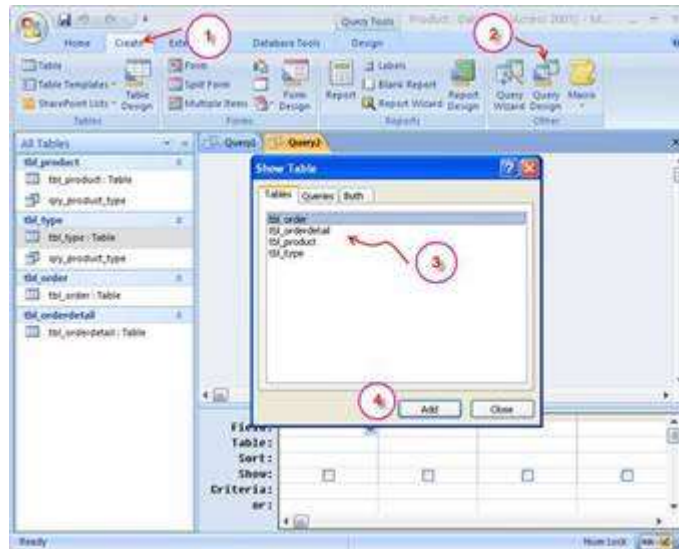 Query Tools
Home Create Database Tools Design
1
2
Table
Form
Labels
Table Templates
Split Form
Blank Report
SharePoint Lists
Table Design
Multiple Items
Form Design
Report
Report Wizard
Report Design
Query Wizard
Query Design
Macro
Tables
Forms
Reports
Other
All Tables
Query1
tbl_product
tbl_product : Table
qry_product_type
tbl_type
tbl_type : Table
qry_product_type
tbl_order
tbl_order : Table
tbl_orderdetail
tbl_orderdetail : Table
Show Table
Tables Queries Both
tbl_order
tbl_orderdetail
tbl_product
tbl_type
3
4
Add Close
Field:
Table:
Sort:
Show:
Criteria:
or:
Ready
Num Lock